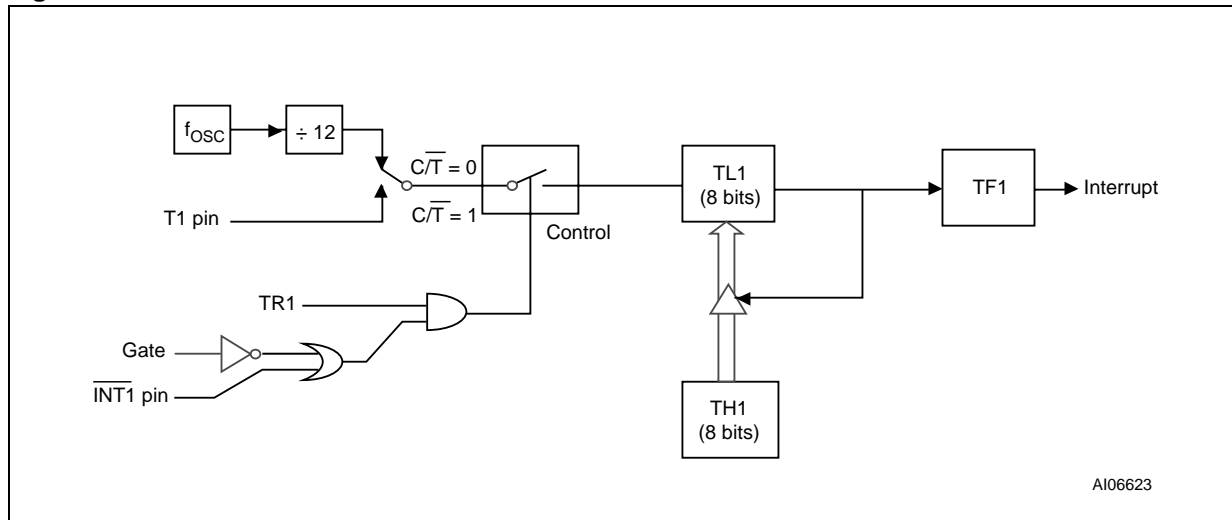 fOSC
÷ 12
C/T̅ = 0
T1 pin
C/T̅ = 1
Control
TL1
(8 bits)
TF1
Interrupt
TR1
Gate
I̅N̅T̅1̅ pin
TH1
(8 bits)
AI06623